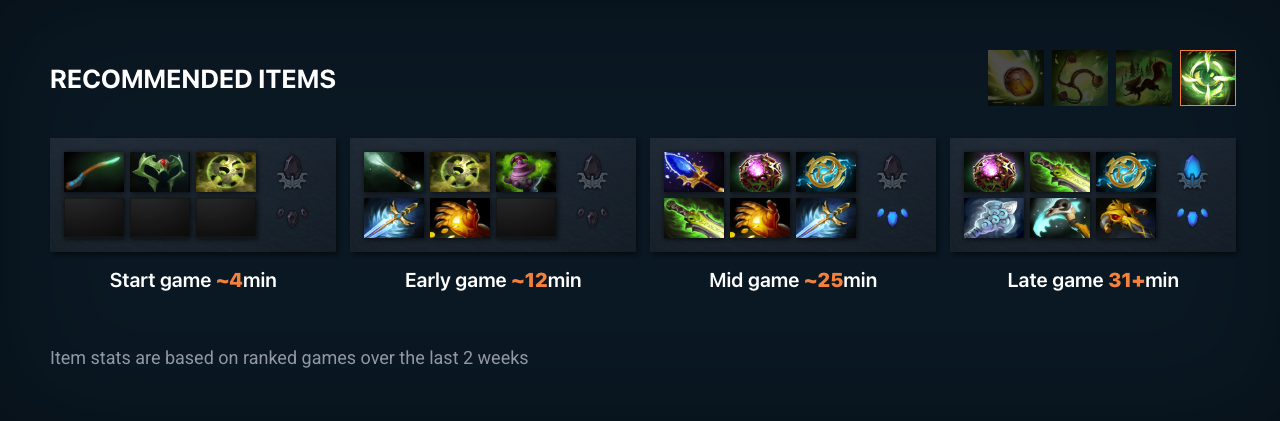 RECOMMENDED ITEMS
Start game ~4min
Early game ~12min
Mid game ~25min
Late game 31+min
Item stats are based on ranked games over the last 2 weeks